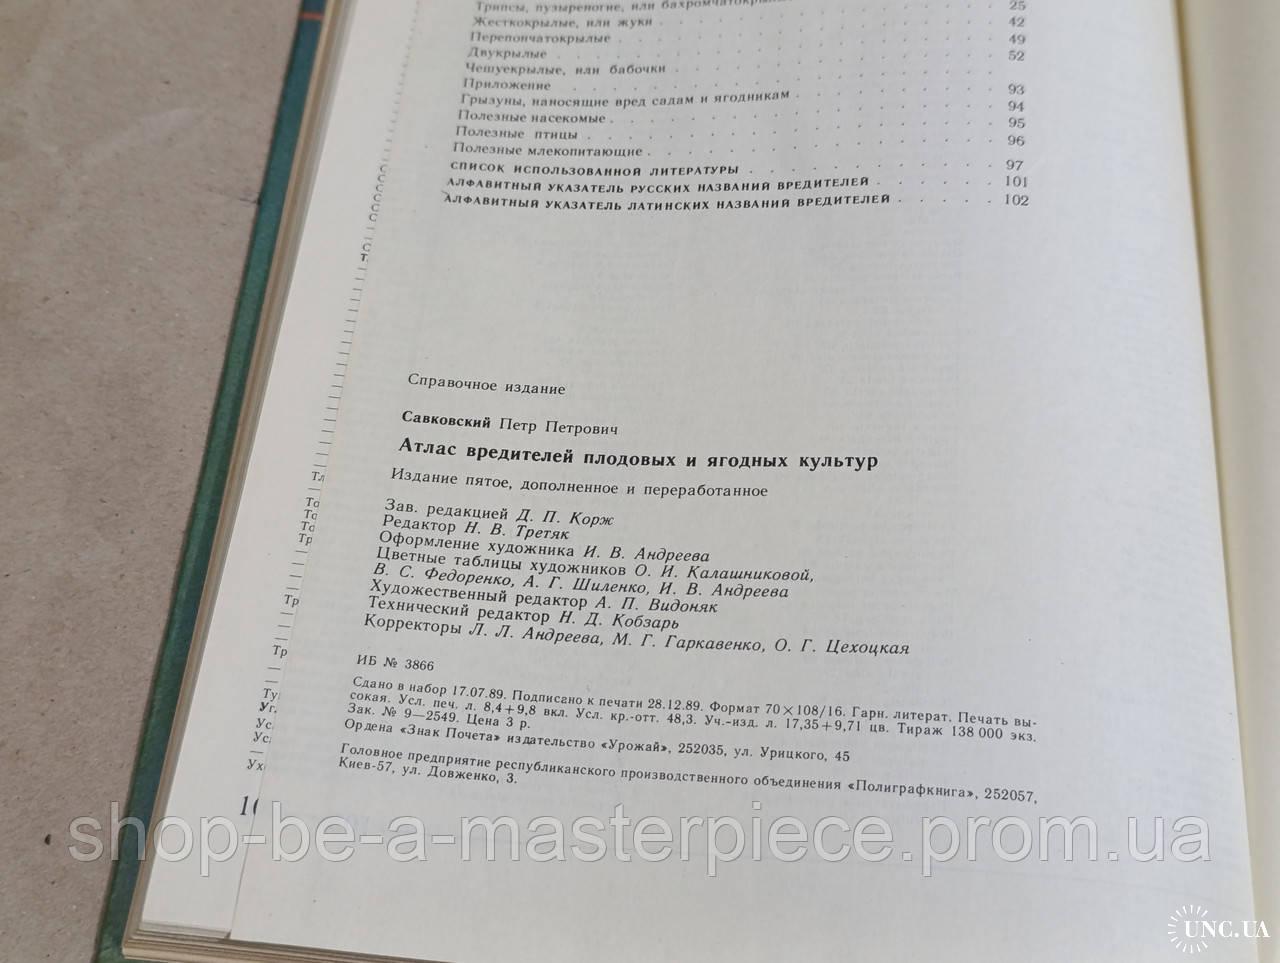 Трипсы, пузыреногие, или бахромчатокрылые 25
Жесткокрылые, или жуки 42
Перепончатокрылые 49
Двукрылые 52
Чешуекрылые, или бабочки
Приложение 93
Грызуны, наносящие вред садам и ягодникам 94
Полезные насекомые 95
Полезные птицы 96
Полезные млекопитающие
СПИСОК ИСПОЛЬЗОВАННОЙ ЛИТЕРАТУРЫ 97
АЛФАВИТНЫЙ УКАЗАТЕЛЬ РУССКИХ НАЗВАНИЙ ВРЕДИТЕЛЕЙ 101
АЛФАВИТНЫЙ УКАЗАТЕЛЬ ЛАТИНСКИХ НАЗВАНИЙ ВРЕДИТЕЛЕЙ 102
Справочное издание
Савковский Петр Петрович
Атлас вредителей плодовых и ягодных культур
Издание пятое, дополненное и переработанное
Зав. редакцией Д. П. Корж
Редактор Н. В. Третяк
Оформление художника И. В. Андреева
Цветные таблицы художников О. И. Калашниковой,
В. С. Федоренко, А. Г. Шиленко, И. В. Андреева
Художественный редактор А. П. Видоняк
Технический редактор Н. Д. Кобзарь
Корректоры Л. Л. Андреева, М. Г. Гаркавенко, О. Г. Цехоцкая
ИБ № 3866
Сдано в набор 17.07.89. Подписано к печати 28.12.89. Формат 70×108/16. Гарн. литерат. Печать вы-
сокая. Усл. печ. л. 8,4+9,8 вкл. Усл. кр.-отт. 48,3. Уч.-изд. л. 17,35+9,71 цв. Тираж 138 000 экз.
Зак. № 9—2549. Цена 3 р.
Ордена «Знак Почета» издательство «Урожай», 252035, ул. Урицкого, 45
Головное предприятие республиканского производственного объединения «Полиграфкнига», 252057,
Киев-57, ул. Довженко, 3.
shop-be-a-masterpiece.prom.ua
UNC.UA